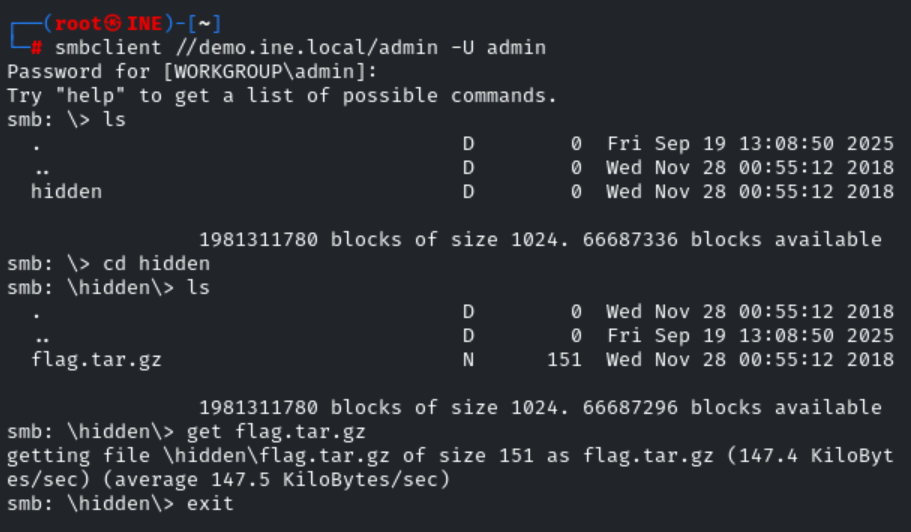 ┌──(root㉿INE)-[~]
└─# smbclient //demo.ine.local/admin -U admin
Password for [WORKGROUP\admin]:
Try "help" to get a list of possible commands.
smb: \> ls
  .                                   D        0  Fri Sep 19 13:08:50 2025
  ..                                  D        0  Wed Nov 28 00:55:12 2018
  hidden                              D        0  Wed Nov 28 00:55:12 2018

                1981311780 blocks of size 1024. 66687336 blocks available
smb: \> cd hidden
smb: \hidden\> ls
  .                                   D        0  Wed Nov 28 00:55:12 2018
  ..                                  D        0  Fri Sep 19 13:08:50 2025
  flag.tar.gz                         N      151  Wed Nov 28 00:55:12 2018

                1981311780 blocks of size 1024. 66687296 blocks available
smb: \hidden\> get flag.tar.gz
getting file \hidden\flag.tar.gz of size 151 as flag.tar.gz (147.4 KiloByt
es/sec) (average 147.5 KiloBytes/sec)
smb: \hidden\> exit